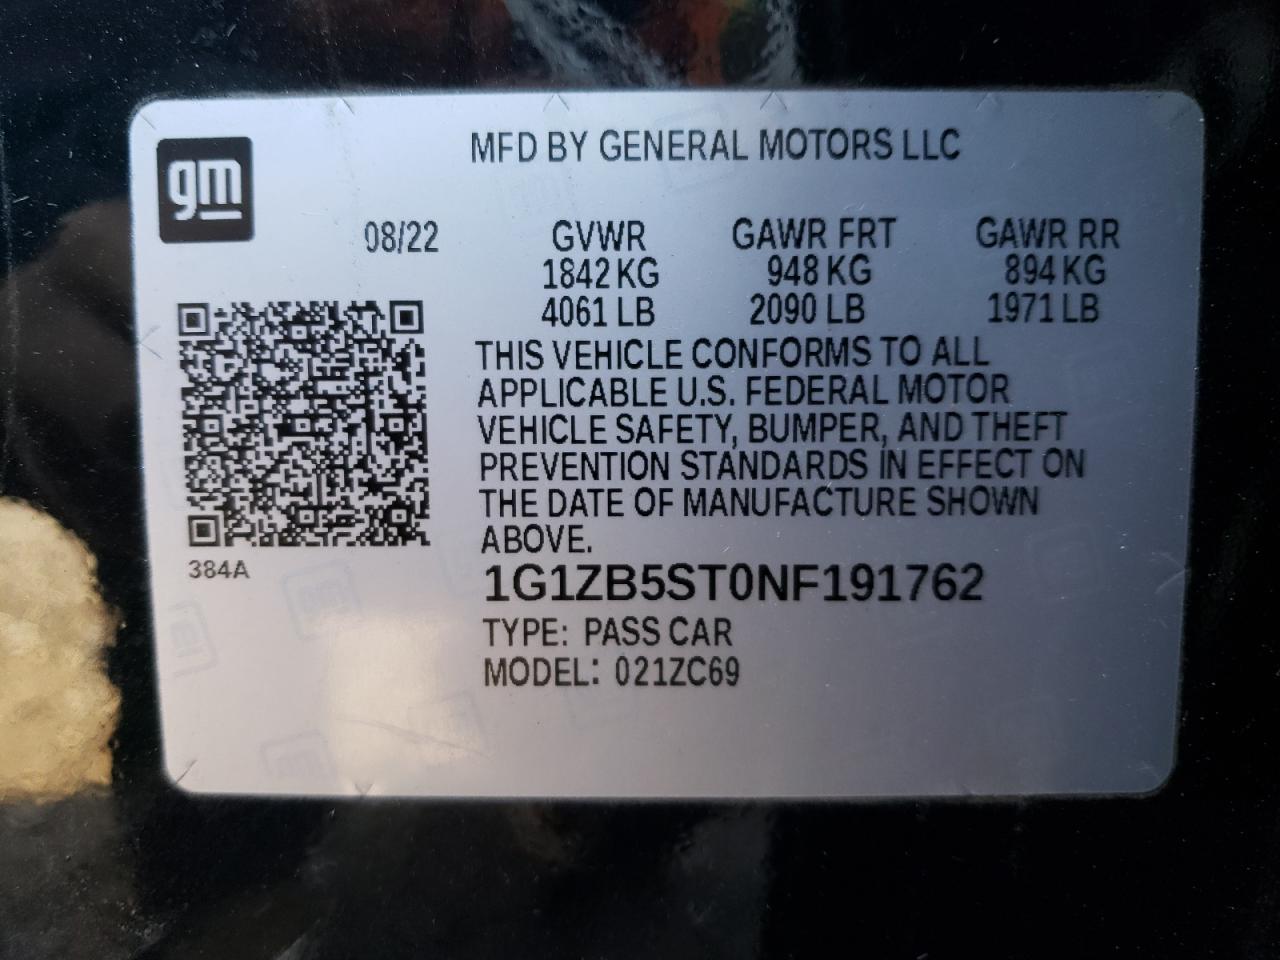 gm
MFD BY GENERAL MOTORS LLC
08/22 GVWR GAWR FRT GAWR RR
1842 KG 948 KG 894 KG
4061 LB 2090 LB 1971 LB
THIS VEHICLE CONFORMS TO ALL
APPLICABLE U.S. FEDERAL MOTOR
VEHICLE SAFETY, BUMPER, AND THEFT
PREVENTION STANDARDS IN EFFECT ON
THE DATE OF MANUFACTURE SHOWN
ABOVE.
384A
1G1ZB5ST0NF191762
TYPE: PASS CAR
MODEL: 021ZC69